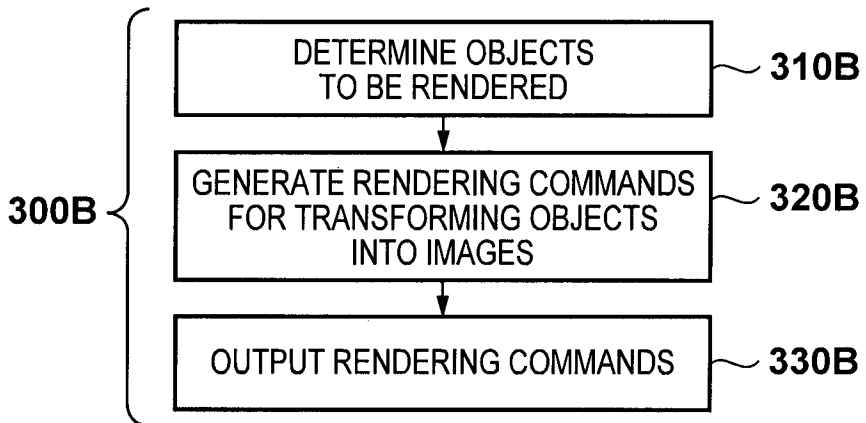 DETERMINE OBJECTS
TO BE RENDERED
310B
GENERATE RENDERING COMMANDS
FOR TRANSFORMING OBJECTS
INTO IMAGES
320B
300B
OUTPUT RENDERING COMMANDS
330B